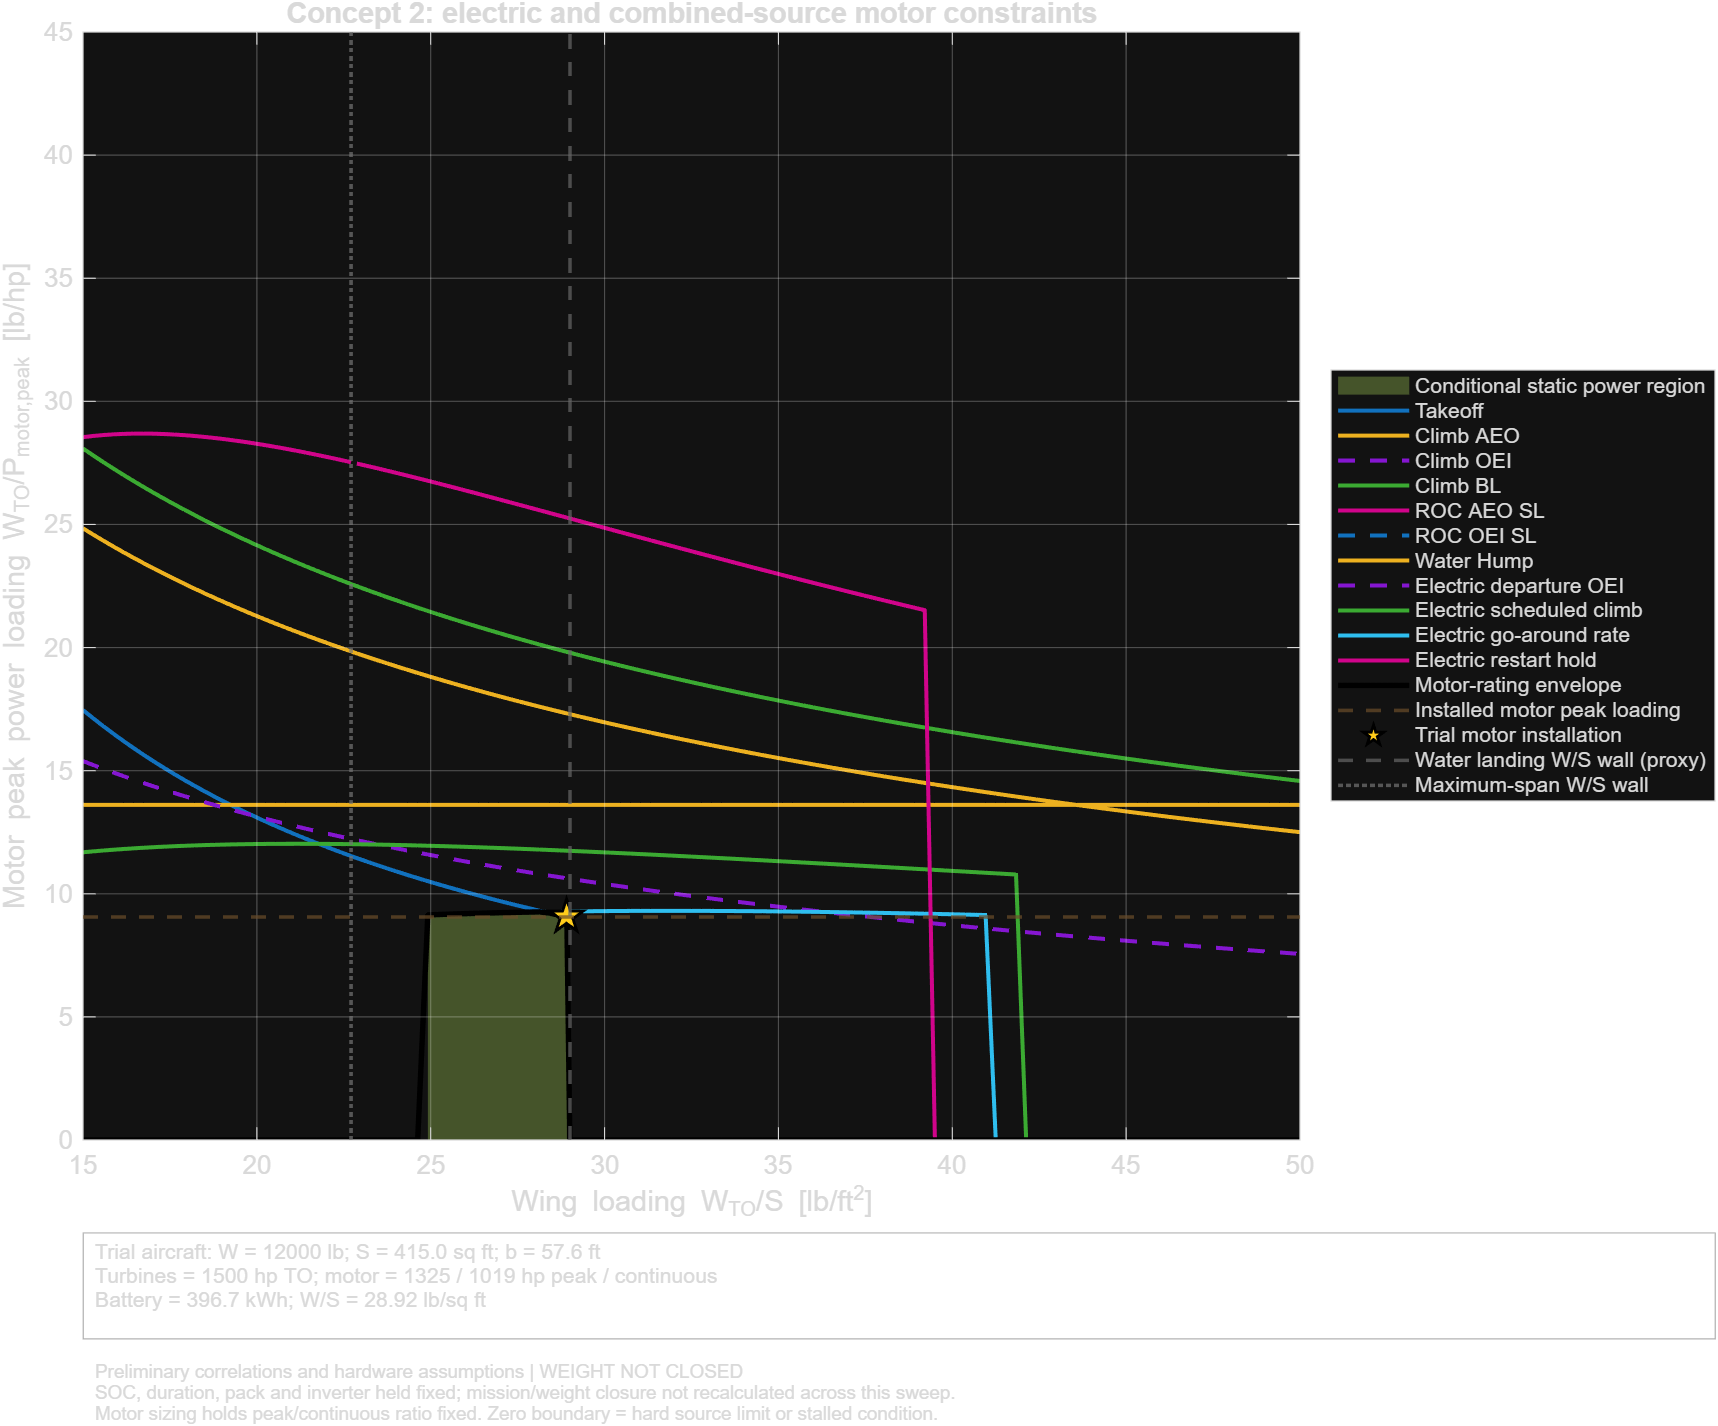 Concept 2: electric and combined-source motor constraints
45
40
35
30
25
20
15
10
5
0
Motor peak power loading W_TO/P_motor,peak [lb/hp]
15 20 25 30 35 40 45 50
Wing loading W_TO/S [lb/ft²]
Conditional static power region
Takeoff
Climb AEO
Climb OEI
Climb BL
ROC AEO SL
ROC OEI SL
Water Hump
Electric departure OEI
Electric scheduled climb
Electric go-around rate
Electric restart hold
Motor-rating envelope
Installed motor peak loading
Trial motor installation
Water landing W/S wall (proxy)
Maximum-span W/S wall
Trial aircraft: W = 12000 lb; S = 415.0 sq ft; b = 57.6 ft
Turbines = 1500 hp TO; motor = 1325 / 1019 hp peak / continuous
Battery = 396.7 kWh; W/S = 28.92 lb/sq ft
Preliminary correlations and hardware assumptions | WEIGHT NOT CLOSED
SOC, duration, pack and inverter held fixed; mission/weight closure not recalculated across this sweep.
Motor sizing holds peak/continuous ratio fixed. Zero boundary = hard source limit or stalled condition.